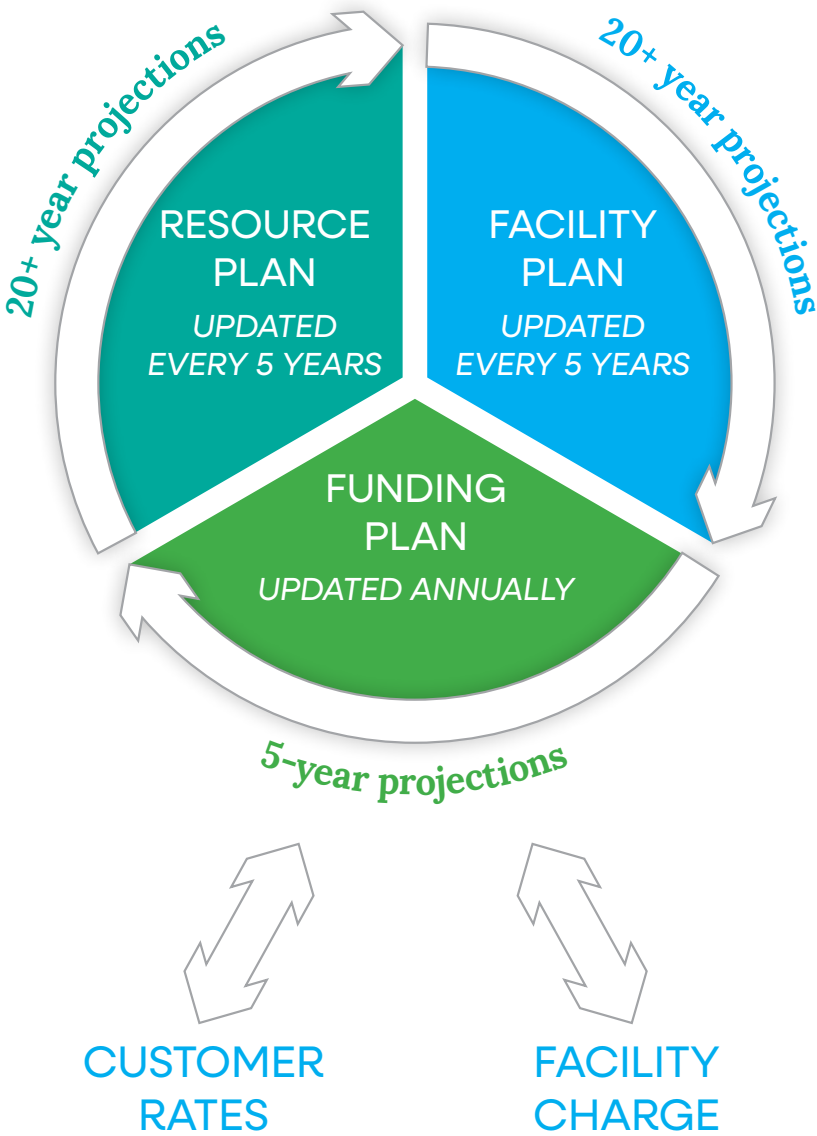 20+ year projections
20+ year projections
RESOURCE
PLAN
UPDATED
EVERY 5 YEARS
FACILITY
PLAN
UPDATED
EVERY 5 YEARS
FUNDING
PLAN
UPDATED ANNUALLY
5-year projections
CUSTOMER
RATES
FACILITY
CHARGE